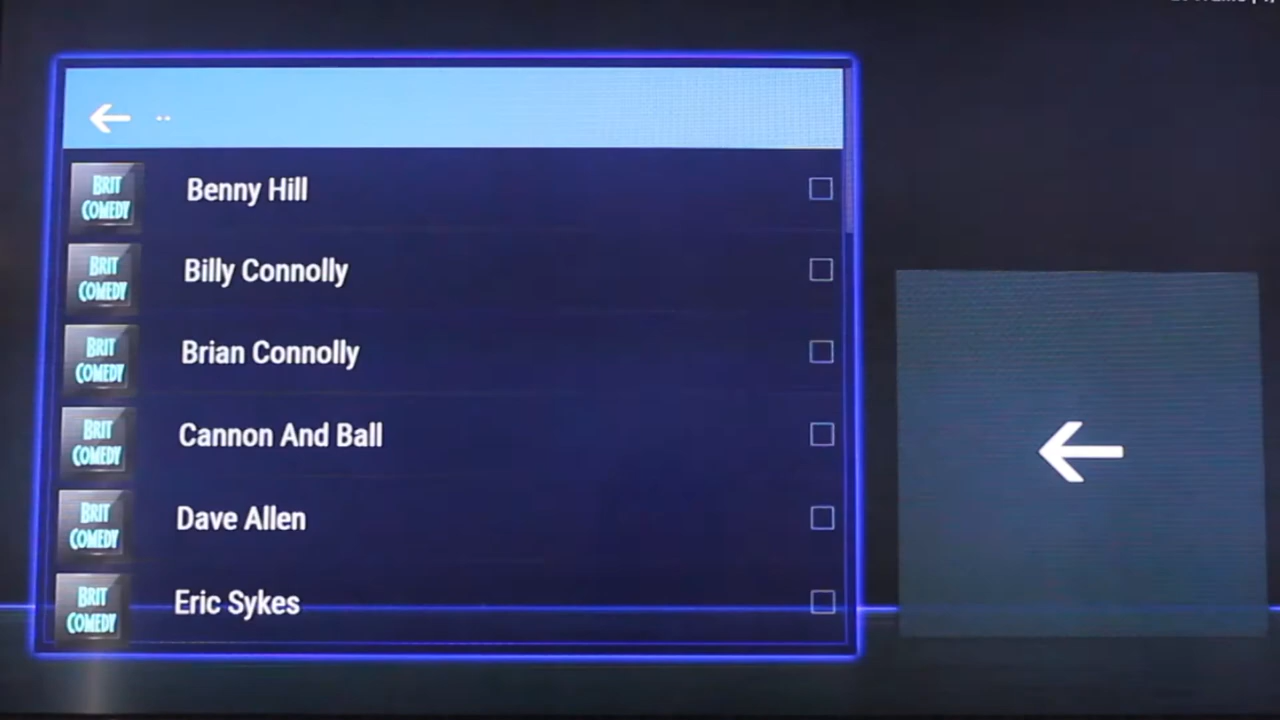 ..
BRIT
COMEDY
Benny Hill
BRIT
COMEDY
Billy Connolly
BRIT
COMEDY
Brian Connolly
BRIT
COMEDY
Cannon And Ball
BRIT
COMEDY
Dave Allen
BRIT
COMEDY
Eric Sykes